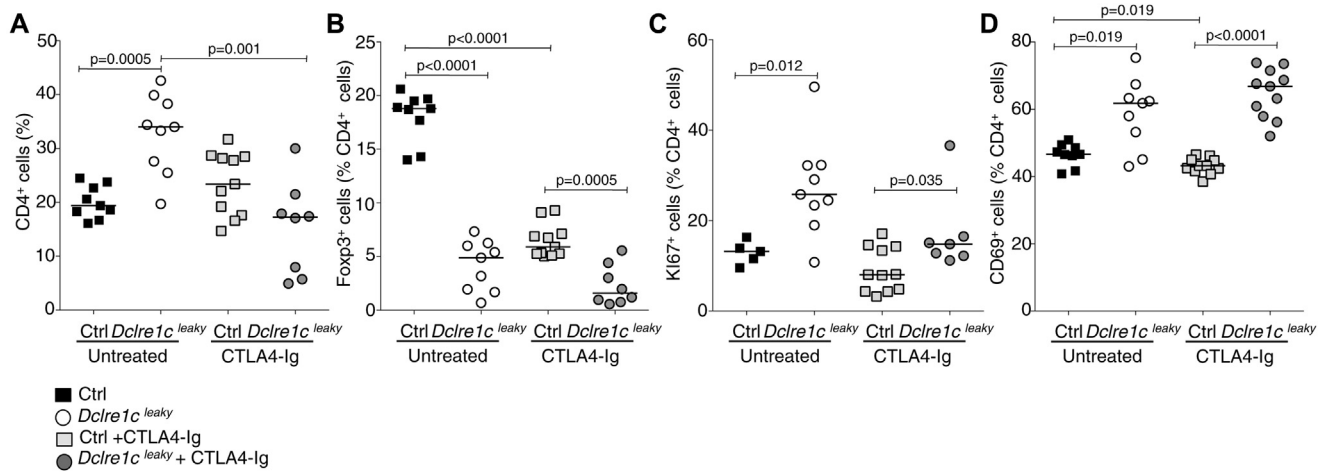 A
50
40
30
20
10
0
CD4⁺ cells (%)
p=0.0005
p=0.001
Ctrl Dclre1c leaky Ctrl Dclre1c leaky
Untreated CTLA4-Ig
B
25
20
15
10
5
0
Foxp3⁺ cells (% CD4⁺ cells)
p<0.0001
p<0.0001
p=0.0005
Ctrl Dclre1c leaky Ctrl Dclre1c leaky
Untreated CTLA4-Ig
C
60
40
20
0
KI67⁺ cells (% CD4⁺ cells)
p=0.012
p=0.035
Ctrl Dclre1c leaky Ctrl Dclre1c leaky
Untreated CTLA4-Ig
D
80
60
40
20
0
CD69⁺ cells (% CD4⁺ cells)
p=0.019
p=0.019
p<0.0001
Ctrl Dclre1c leaky Ctrl Dclre1c leaky
Untreated CTLA4-Ig
Ctrl
Dclre1c leaky
Ctrl +CTLA4-Ig
Dclre1c leaky + CTLA4-Ig